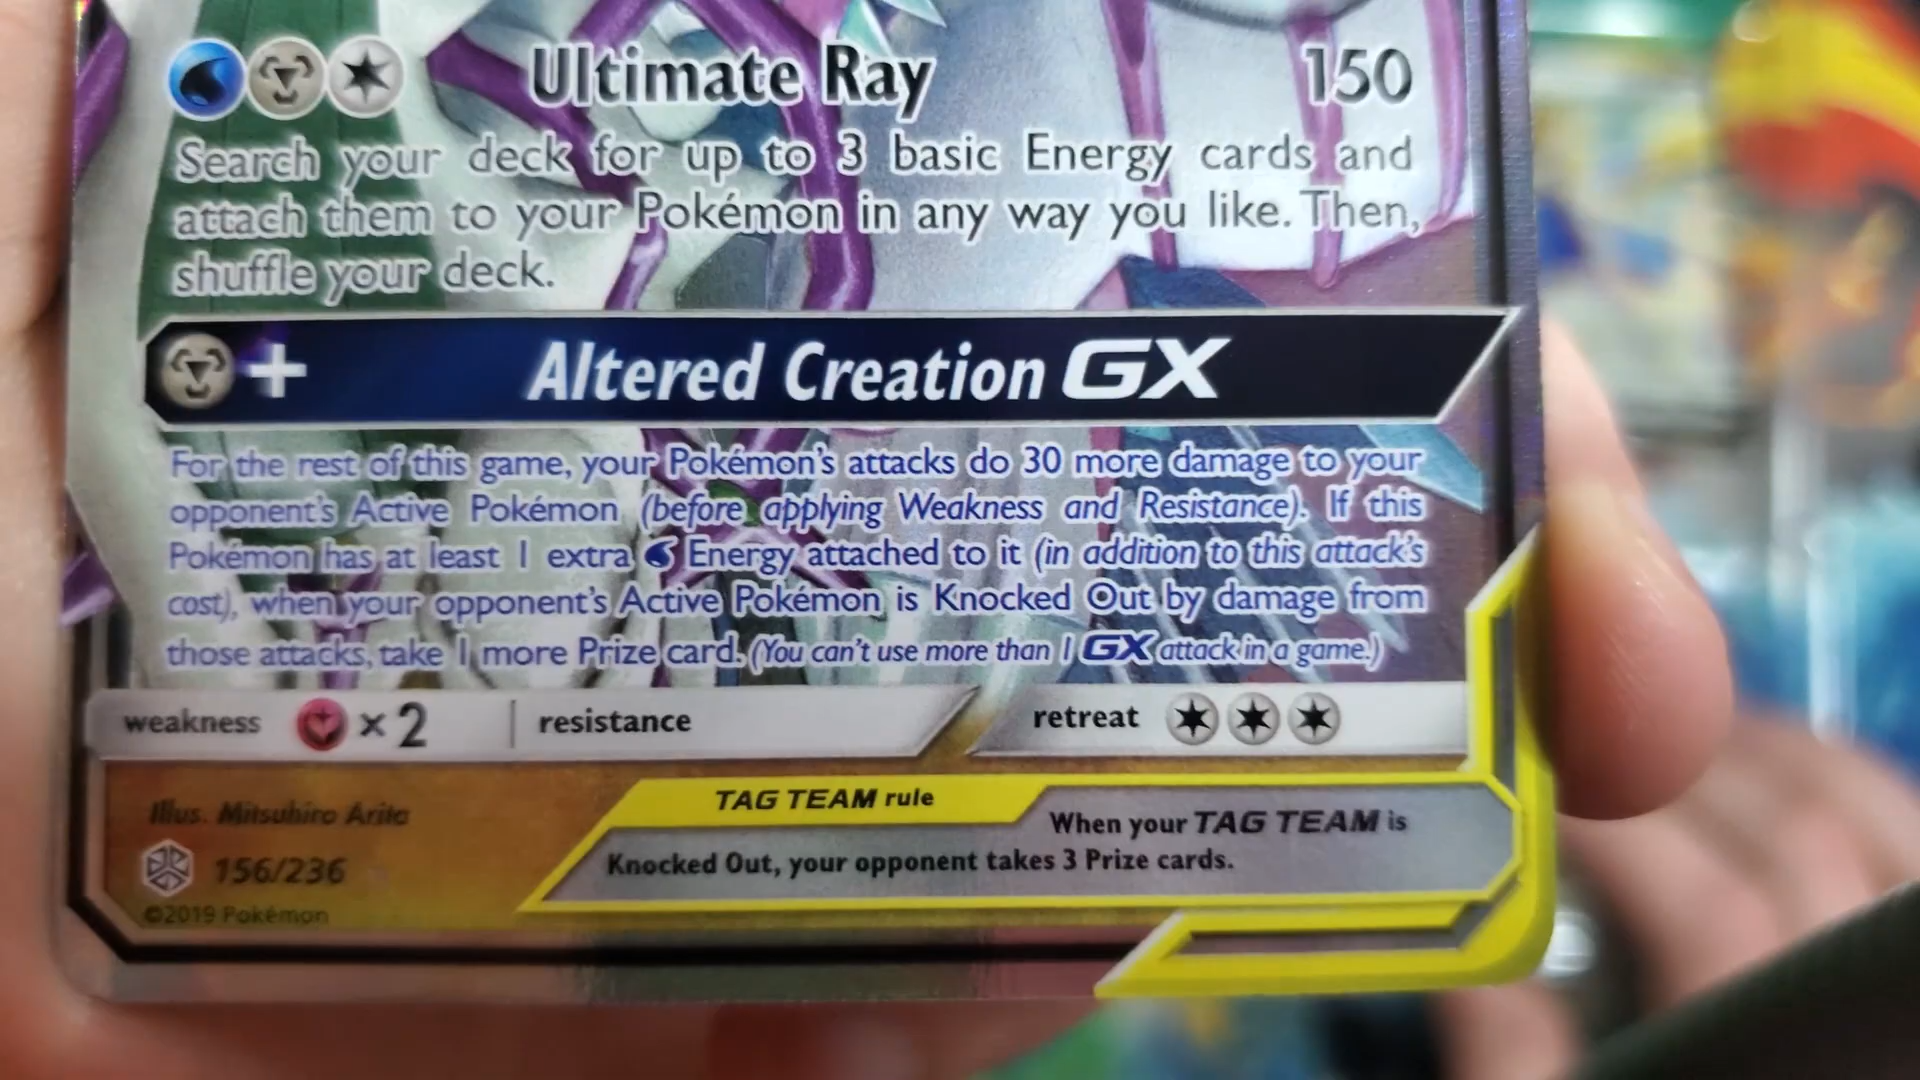 Ultimate Ray 150
Search your deck for up to 3 basic Energy cards and
attach them to your Pokémon in any way you like. Then,
shuffle your deck.
+ Altered Creation GX
For the rest of this game, your Pokémon's attacks do 30 more damage to your
opponent's Active Pokémon (before applying Weakness and Resistance). If this
Pokémon has at least 1 extra Energy attached to it (in addition to this attack's
cost), when your opponent's Active Pokémon is Knocked Out by damage from
those attacks, take 1 more Prize card. (You can't use more than 1 GX attack in a game.)
weakness ×2 resistance retreat
Illus. Mitsuhiro Arita
TAG TEAM rule
When your TAG TEAM is
Knocked Out, your opponent takes 3 Prize cards.
156/236
©2019 Pokémon